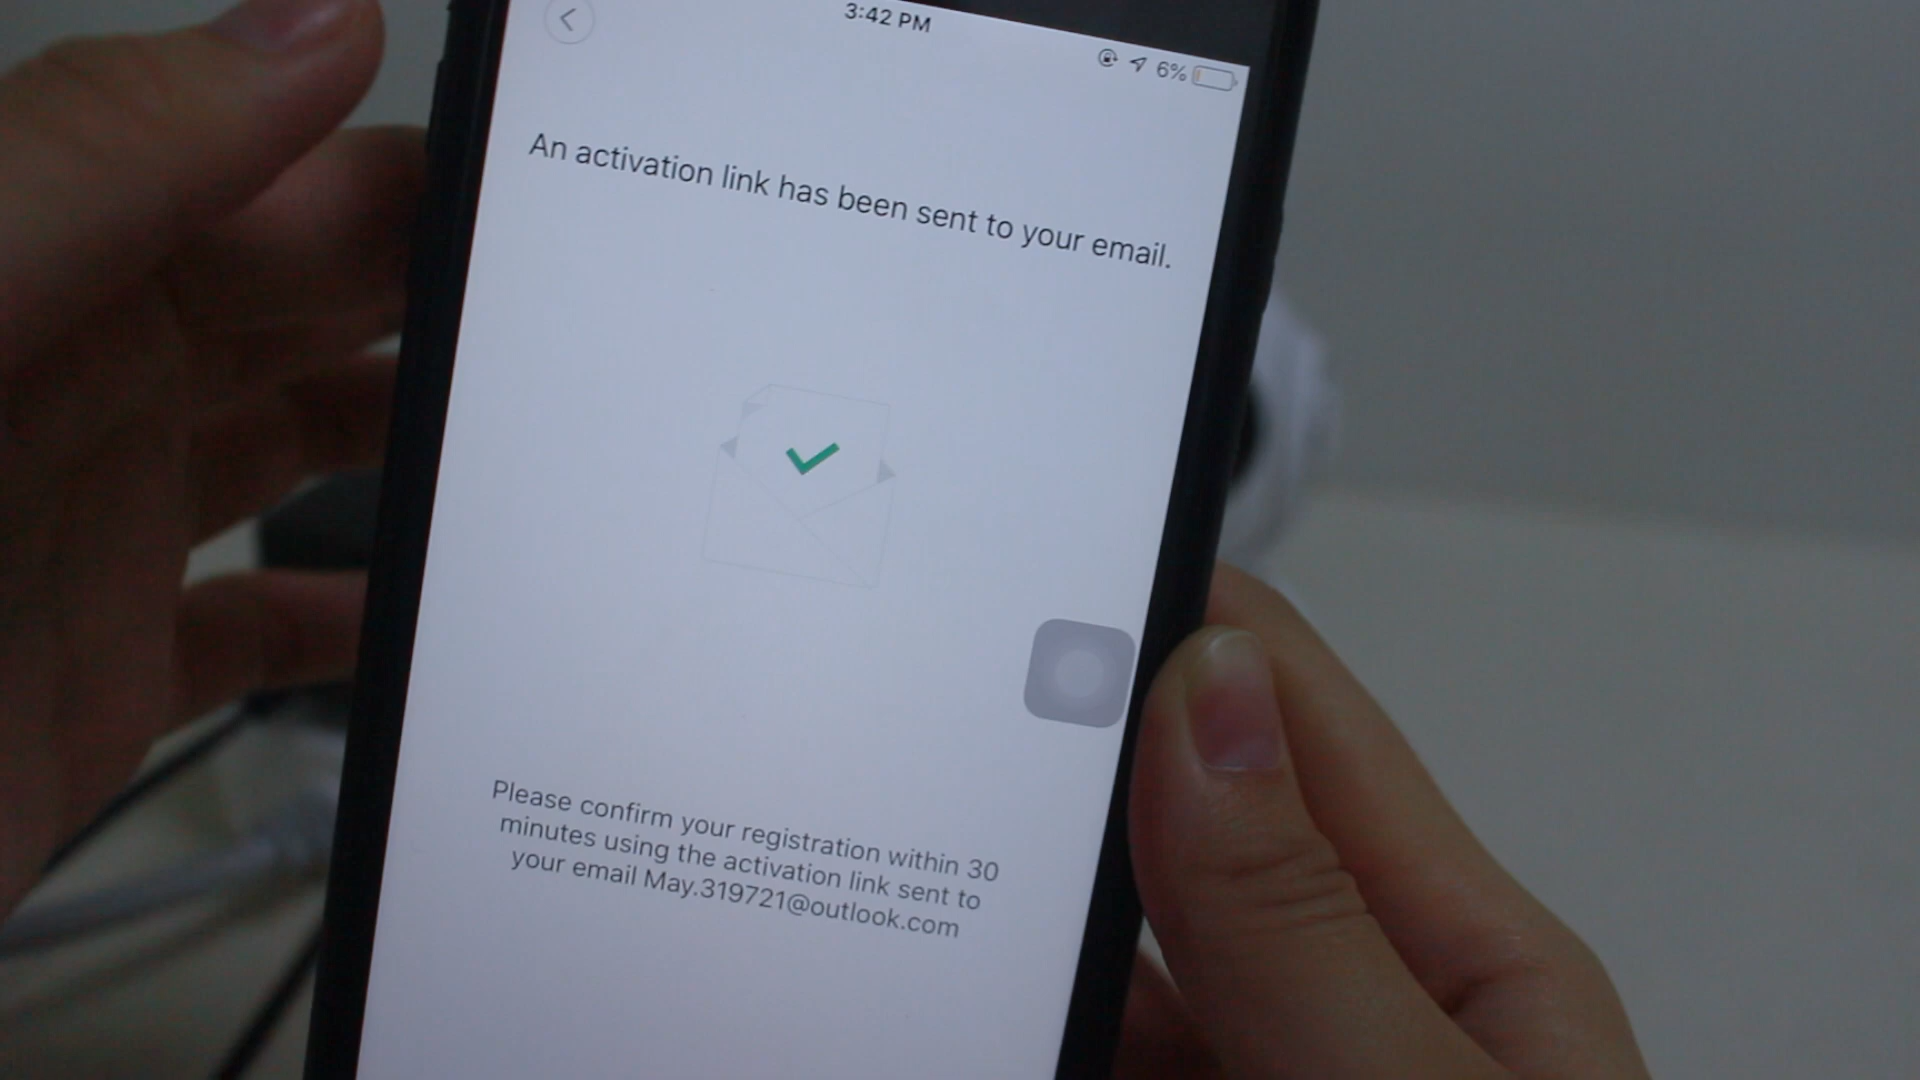 3:42 PM
6%
An activation link has been sent to your email.
Please confirm your registration within 30
minutes using the activation link sent to
your email May.319721@outlook.com